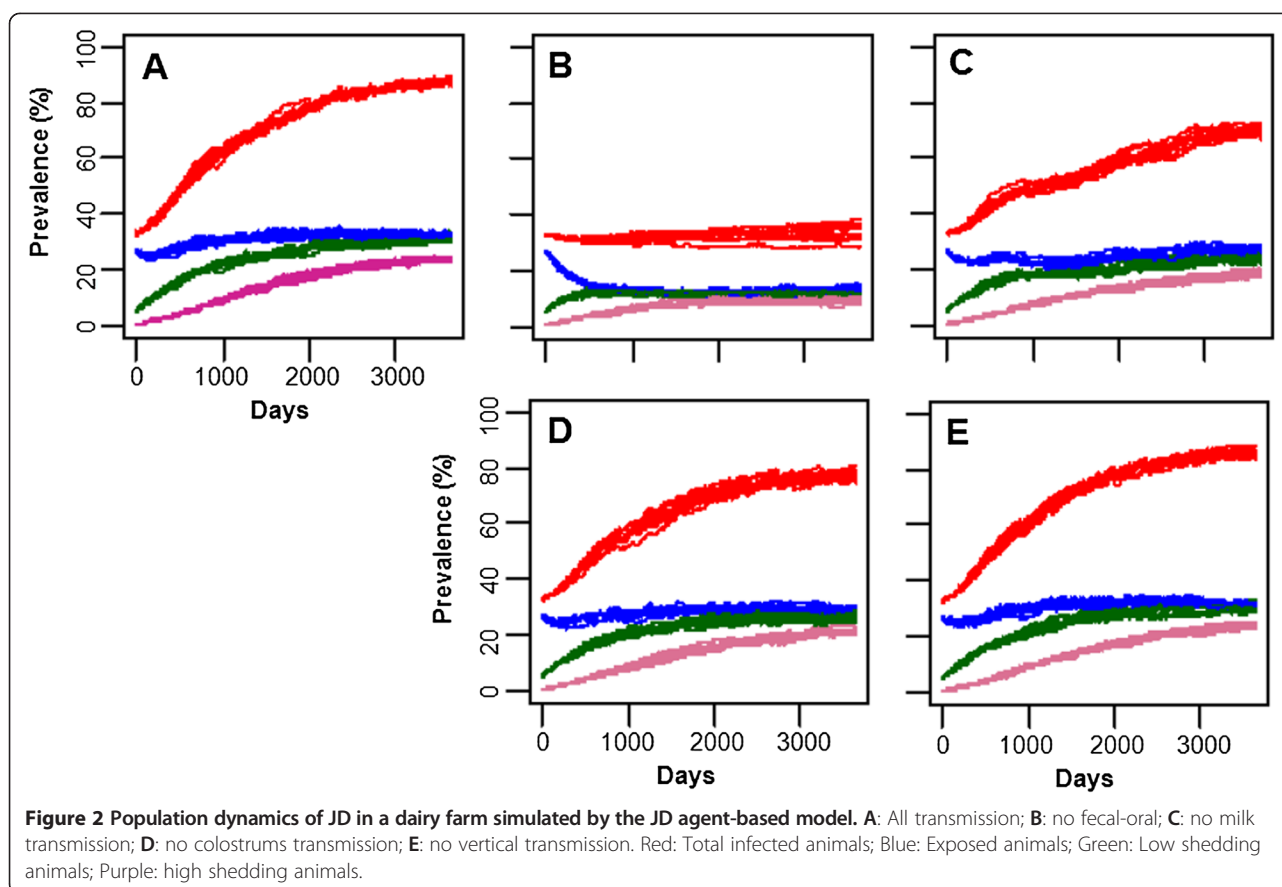 A
B
C
Prevalence (%)
100
80
60
40
20
0
0 1000 2000 3000
Days
D
E
Prevalence (%)
100
80
60
40
20
0
0 1000 2000 3000
Days
0 1000 2000 3000
Days
Figure 2 Population dynamics of JD in a dairy farm simulated by the JD agent-based model. A: All transmission; B: no fecal-oral; C: no milk
transmission; D: no colostrums transmission; E: no vertical transmission. Red: Total infected animals; Blue: Exposed animals; Green: Low shedding
animals; Purple: high shedding animals.